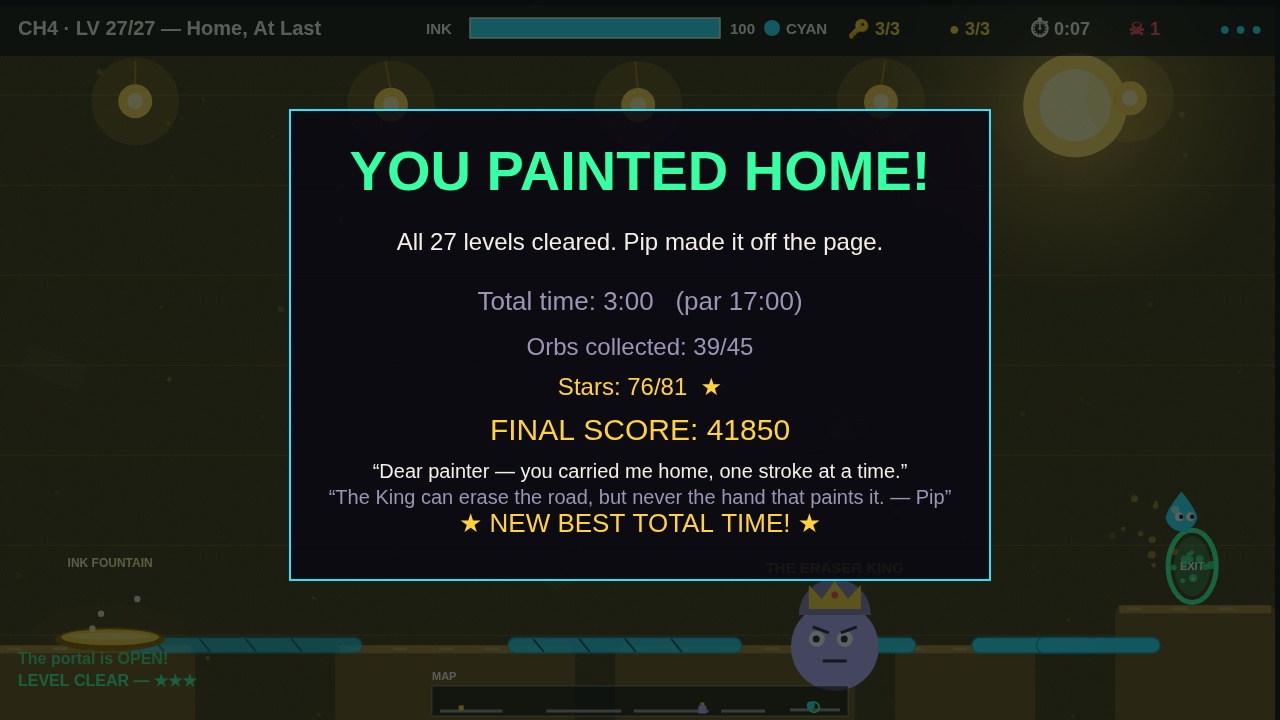 CH4 · LV 27/27 — Home, At Last INK 100 CYAN 3/3 3/3 0:07 1
YOU PAINTED HOME!
All 27 levels cleared. Pip made it off the page.
Total time: 3:00 (par 17:00)
Orbs collected: 39/45
Stars: 76/81 ★
FINAL SCORE: 41850
“Dear painter — you carried me home, one stroke at a time.”
“The King can erase the road, but never the hand that paints it. — Pip”
★ NEW BEST TOTAL TIME! ★
INK FOUNTAIN
THE ERASER KING
EXIT
The portal is OPEN!
LEVEL CLEAR — ★★★
MAP